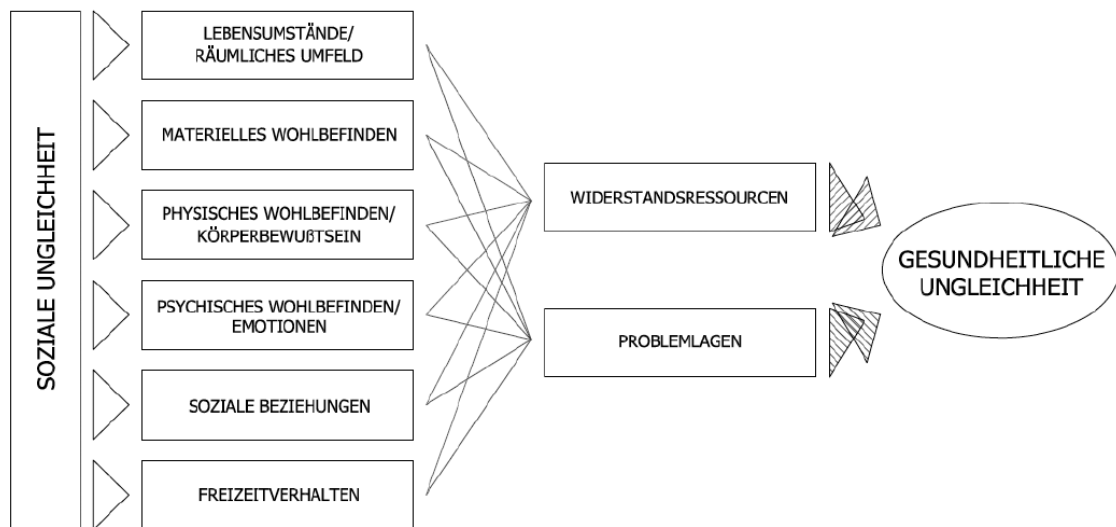 SOZIALE UNGLEICHHEIT
LEBENSUMSTÄNDE/
RÄUMLICHES UMFELD
MATERIELLES WOHLBEFINDEN
PHYSISCHES WOHLBEFINDEN/
KÖRPERBEWUßTSEIN
PSYCHISCHES WOHLBEFINDEN/
EMOTIONEN
SOZIALE BEZIEHUNGEN
FREIZEITVERHALTEN
WIDERSTANDSRESSOURCEN
PROBLEMLAGEN
GESUNDHEITLICHE
UNGLEICHHEIT